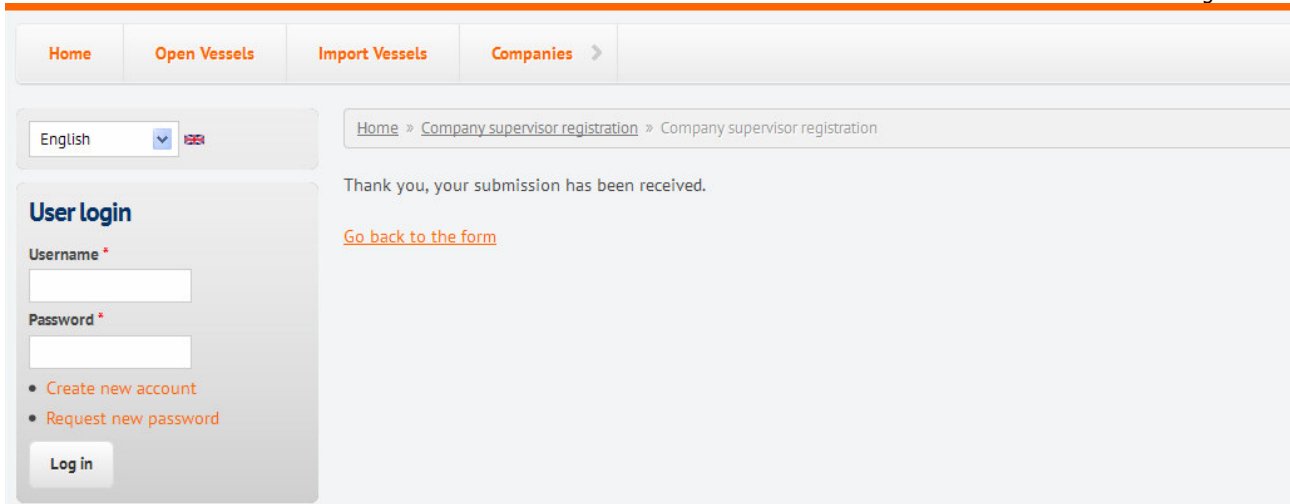 Home Open Vessels Import Vessels Companies
English
Home » Company supervisor registration » Company supervisor registration
Thank you, your submission has been received.
Go back to the form
User login
Username *
Password *
Create new account
Request new password
Log in